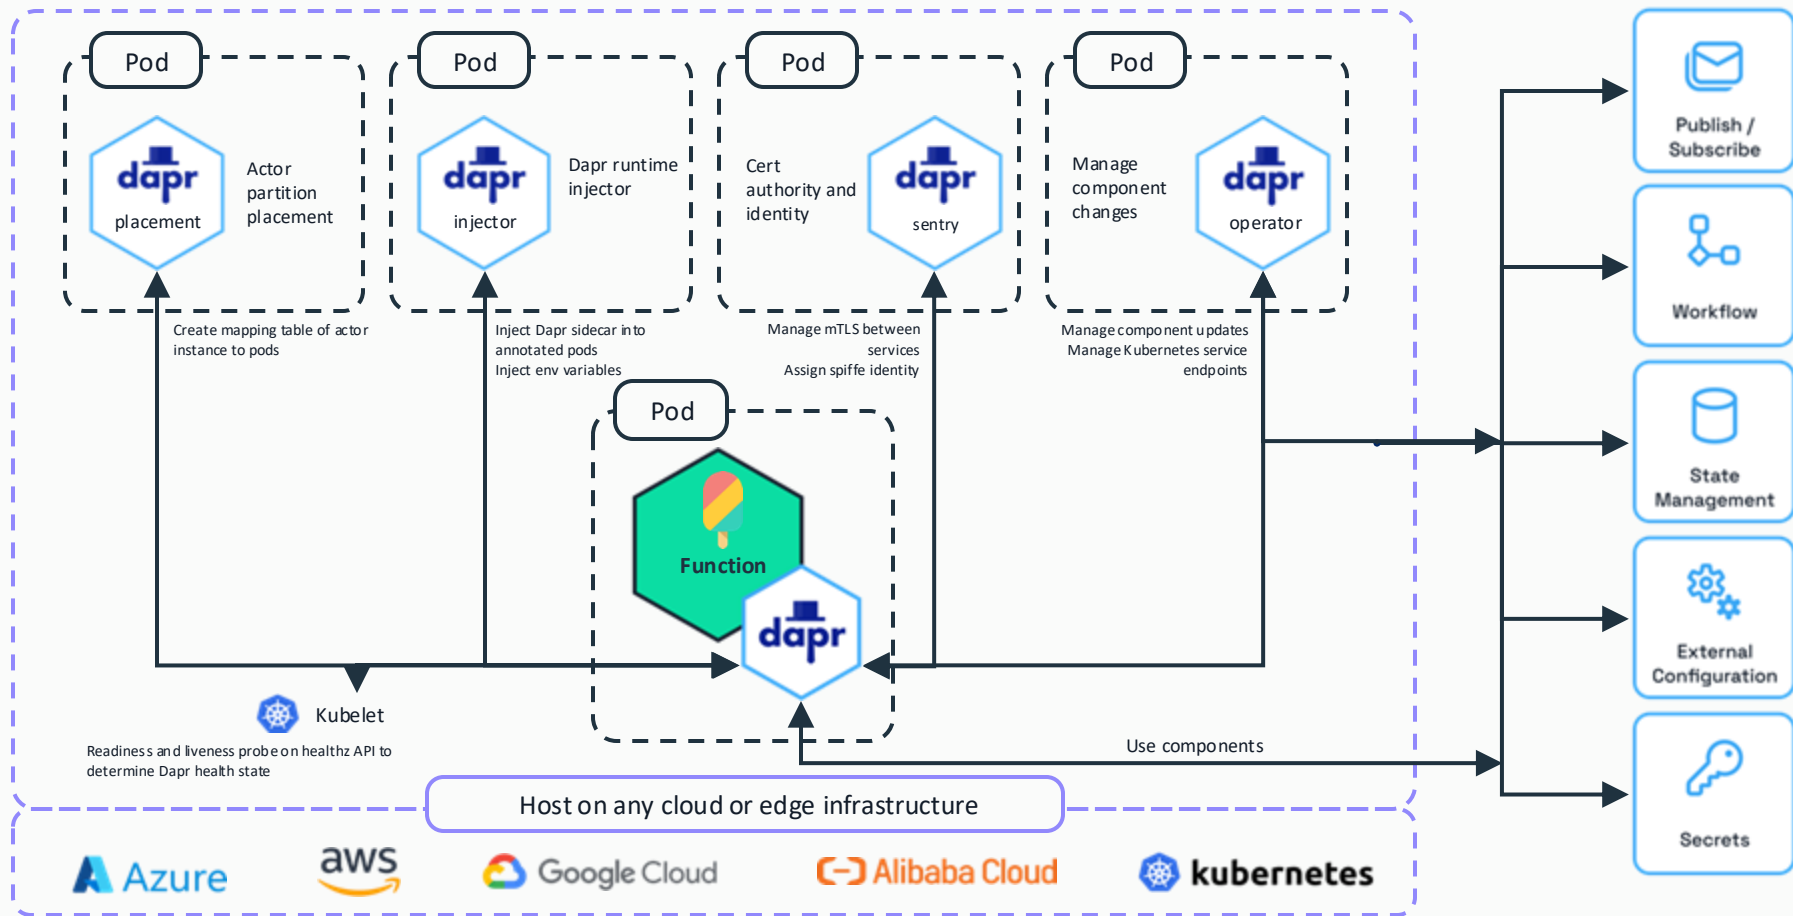 Pod
dapr
placement
Actor
partition
placement
Pod
dapr
injector
Dapr runtime
injector
Pod
Cert
authority and
identity
dapr
sentry
Pod
Manage
component
changes
dapr
operator
Create mapping table of actor
instance to pods
Inject Dapr sidecar into
annotated pods
Inject env variables
Manage mTLS between
services
Assign spiffe identity
Manage component updates
Manage Kubernetes service
endpoints
Pod
Function
dapr
Kubelet
Readiness and liveness probe on healthz API to
determine Dapr health state
Use components
Host on any cloud or edge infrastructure
Azure
aws
Google Cloud
Alibaba Cloud
kubernetes
Publish /
Subscribe
Workflow
State
Management
External
Configuration
Secrets